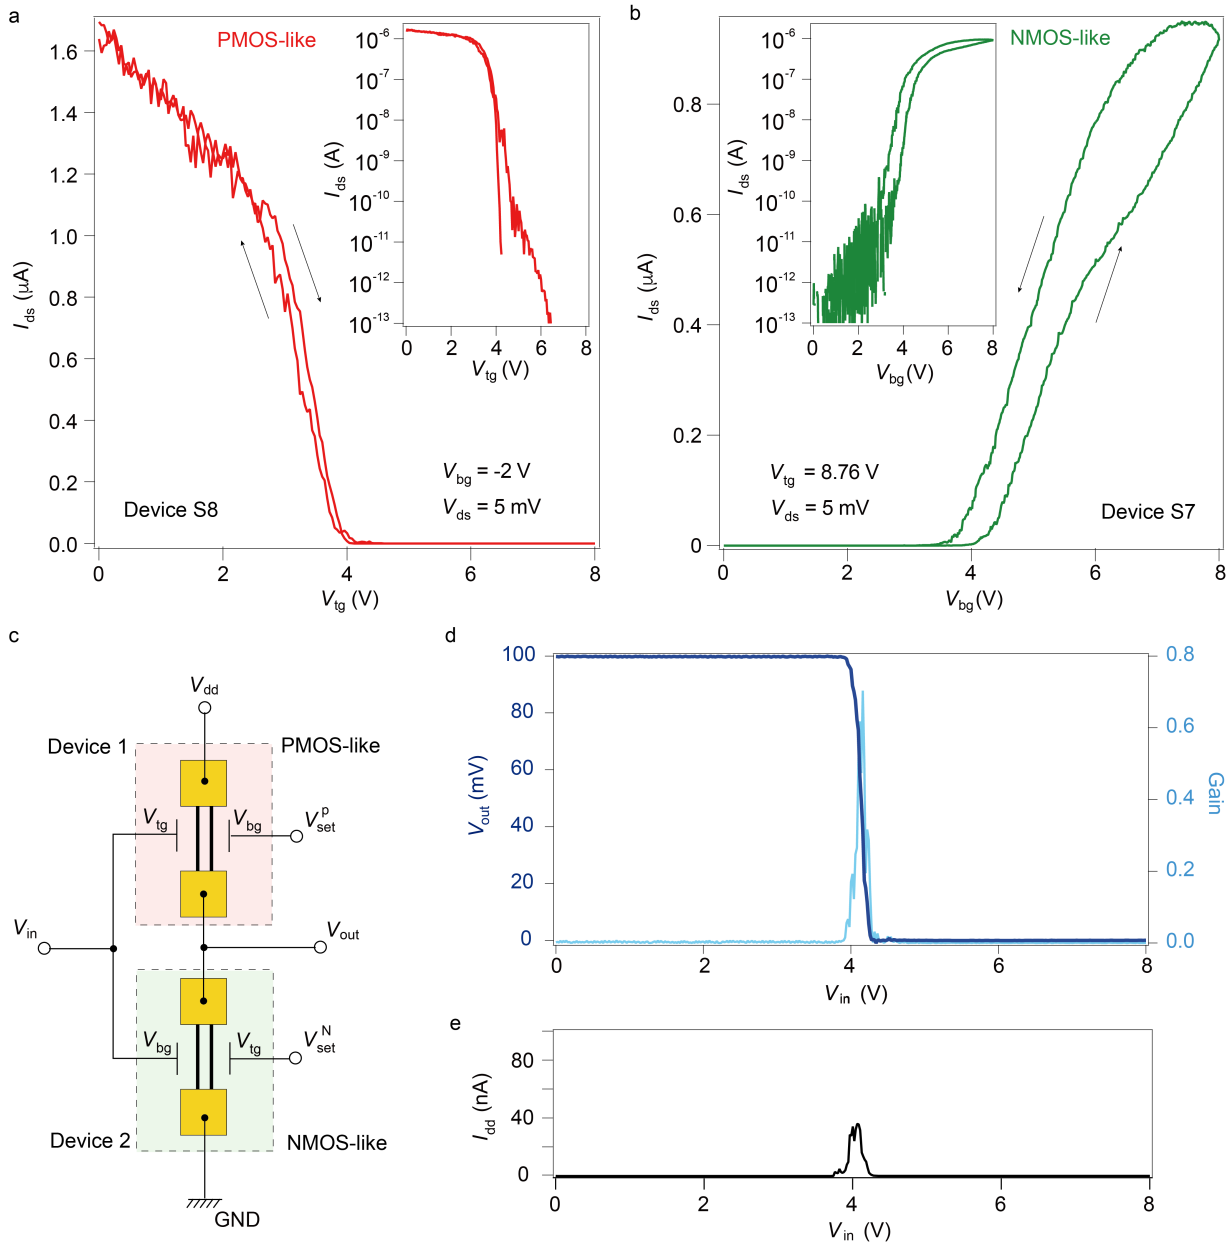 a
PMOS-like
1.6
1.4
1.2
1.0
0.8
0.6
0.4
0.2
0.0
Ids (μA)
0 2 4 6 8
Vtg (V)
Vbg = -2 V
Vds = 5 mV
Device S8
10-6
10-7
10-8
10-9
10-10
10-11
10-12
10-13
Ids (A)
0 2 4 6 8
Vtg (V)
b
NMOS-like
0.8
0.6
0.4
0.2
0
Ids (μA)
0 2 4 6 8
Vbg(V)
Vtg = 8.76 V
Vds = 5 mV
Device S7
10-6
10-7
10-8
10-9
10-10
10-11
10-12
10-13
Ids (A)
0 2 4 6 8
Vbg(V)
c
Vdd
Device 1
PMOS-like
Vtg
Vbg
Vsetp
Vin
Vout
Vbg
Vtg
VsetN
Device 2
NMOS-like
GND
d
100
80
60
40
20
0
Vout (mV)
0.8
0.6
0.4
0.2
0.0
Gain
0 2 4 6 8
Vin (V)
e
80
40
0
Idd (nA)
0 2 4 6 8
Vin (V)